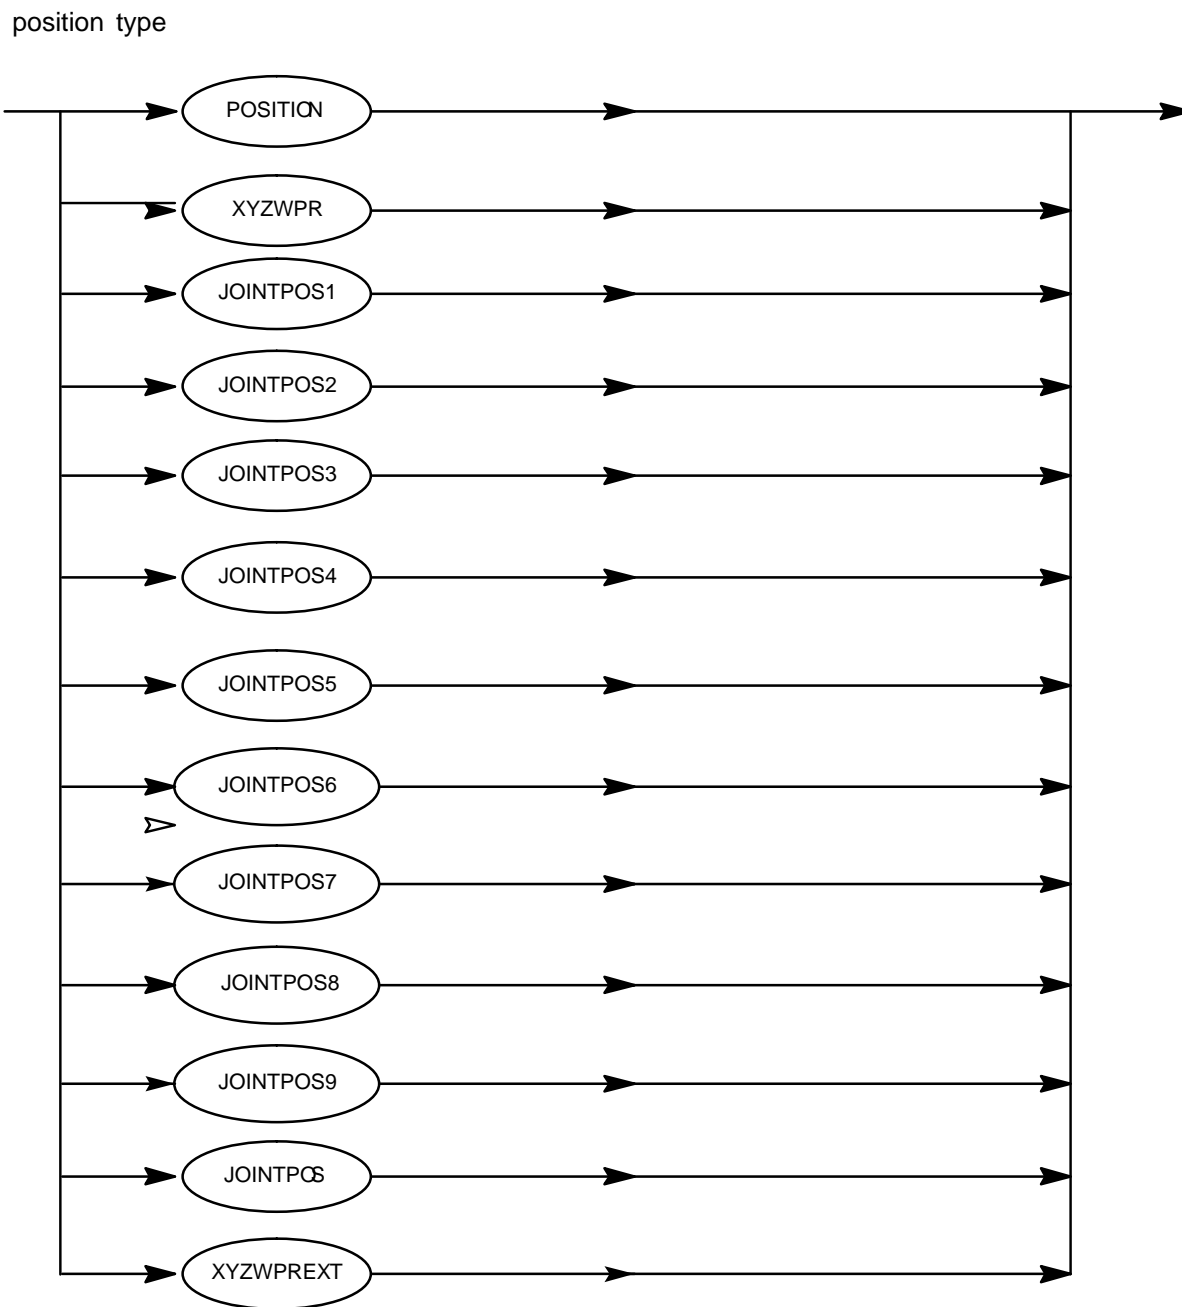 position type
POSITION
XYZWPR
JOINTPOS1
JOINTPOS2
JOINTPOS3
JOINTPOS4
JOINTPOS5
JOINTPOS6
JOINTPOS7
JOINTPOS8
JOINTPOS9
JOINTPOS
XYZWPREXT